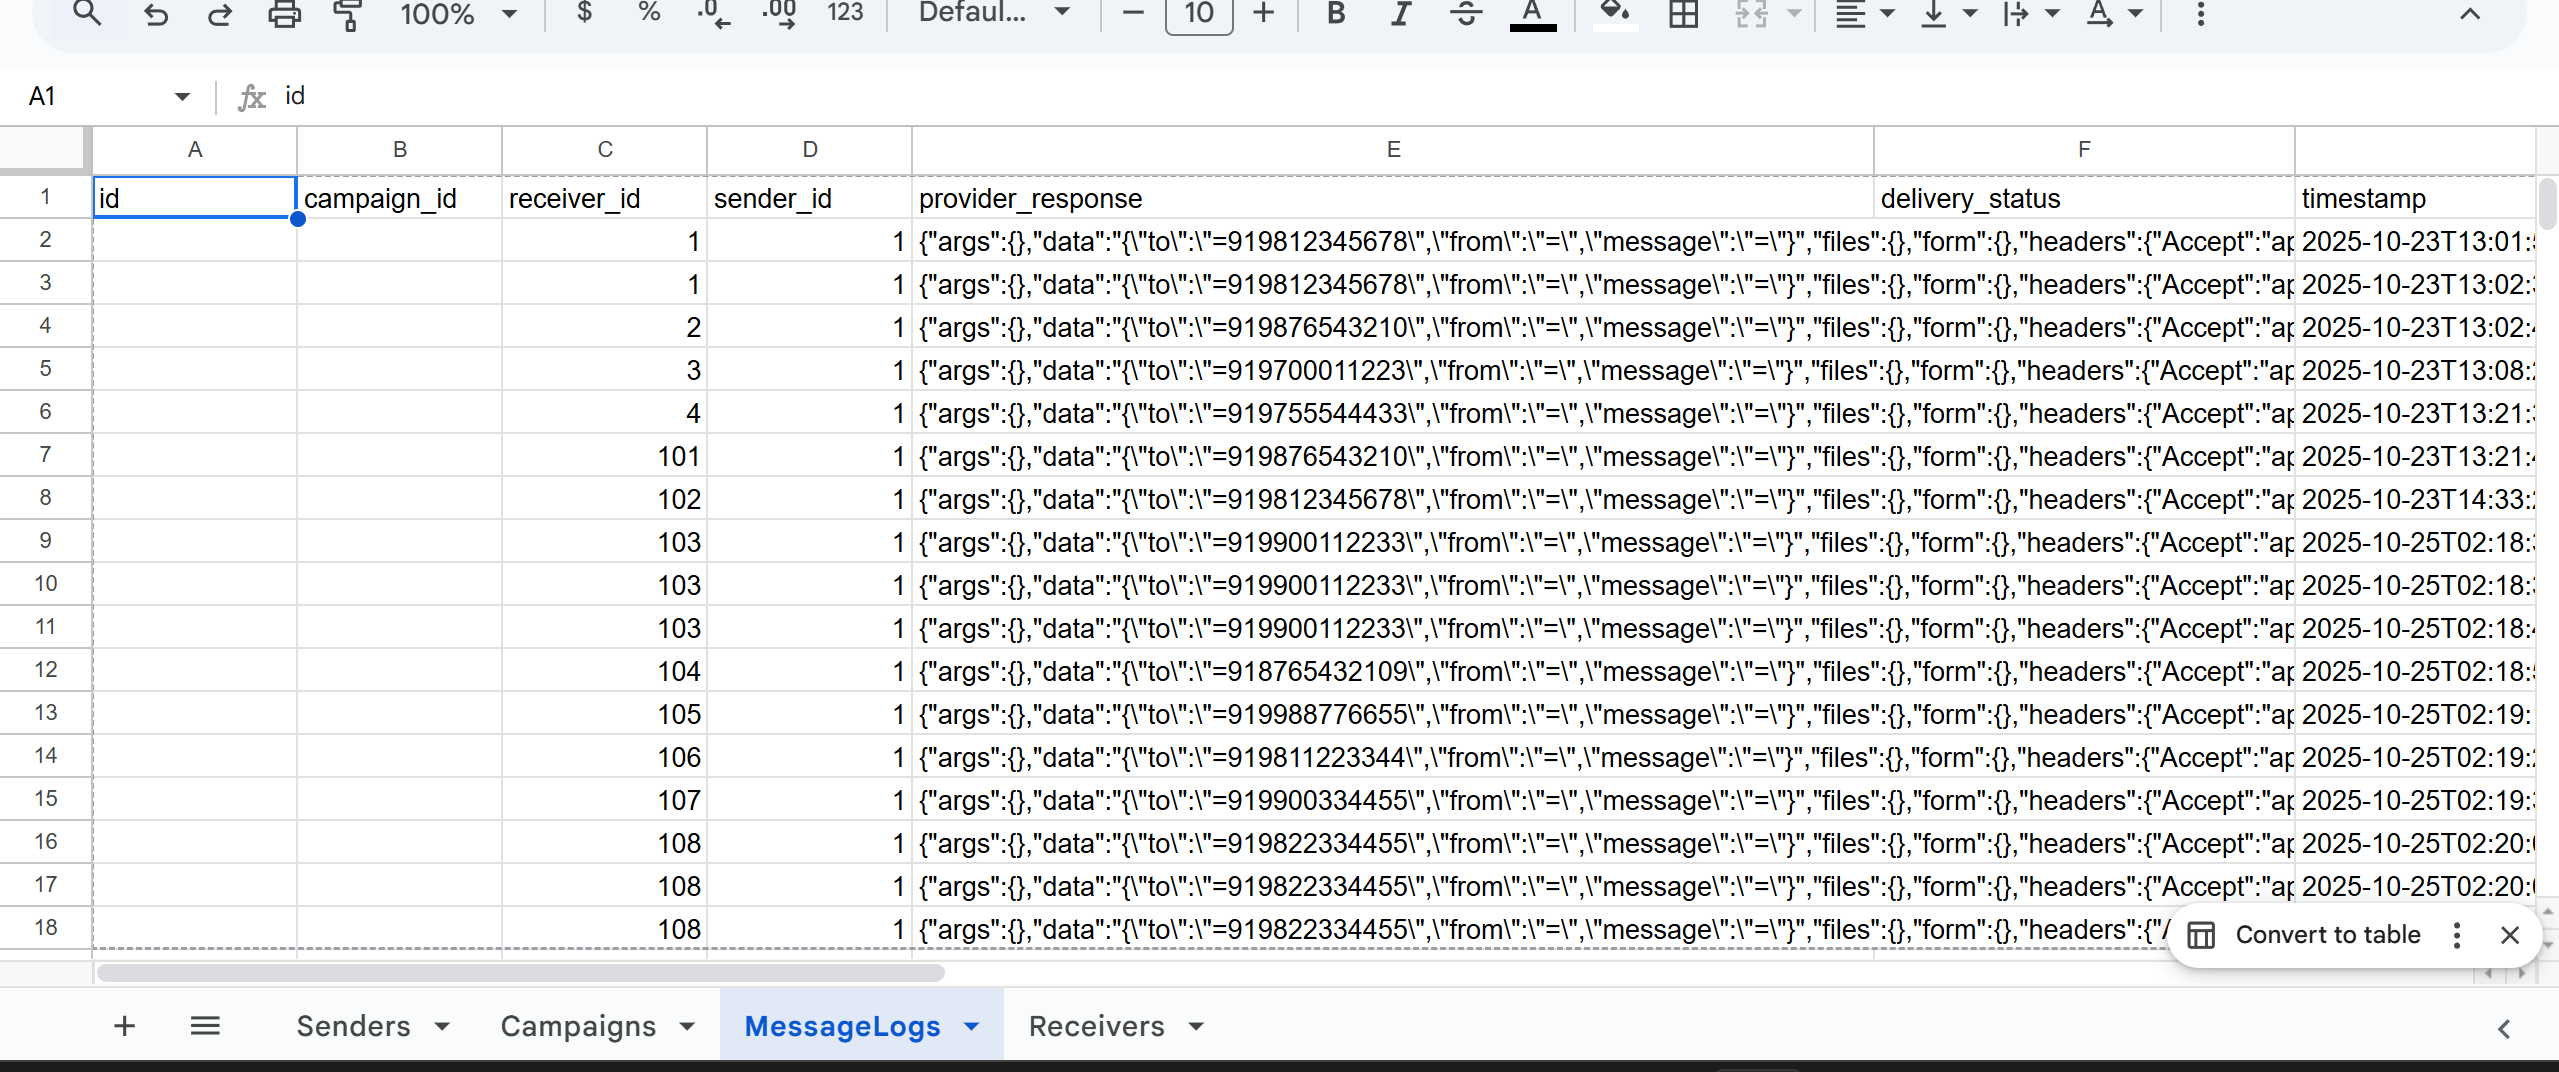 100% $ % .0 .00 123 Defaul... − 10 + B I S A A
A1 fx id
A B C D E F
1 id campaign_id receiver_id sender_id provider_response delivery_status timestamp
2 1 1 {"args":{},"data":"{\"to\":\"=919812345678\",\"from\":\"=\",\"message\":\"=\"}","files":{},"form":{},"headers":{"Accept":"ap 2025-10-23T13:01:
3 1 1 {"args":{},"data":"{\"to\":\"=919812345678\",\"from\":\"=\",\"message\":\"=\"}","files":{},"form":{},"headers":{"Accept":"ap 2025-10-23T13:02:
4 2 1 {"args":{},"data":"{\"to\":\"=919876543210\",\"from\":\"=\",\"message\":\"=\"}","files":{},"form":{},"headers":{"Accept":"ap 2025-10-23T13:02:
5 3 1 {"args":{},"data":"{\"to\":\"=919700011223\",\"from\":\"=\",\"message\":\"=\"}","files":{},"form":{},"headers":{"Accept":"ap 2025-10-23T13:08:
6 4 1 {"args":{},"data":"{\"to\":\"=919755544433\",\"from\":\"=\",\"message\":\"=\"}","files":{},"form":{},"headers":{"Accept":"ap 2025-10-23T13:21:
7 101 1 {"args":{},"data":"{\"to\":\"=919876543210\",\"from\":\"=\",\"message\":\"=\"}","files":{},"form":{},"headers":{"Accept":"ap 2025-10-23T13:21:
8 102 1 {"args":{},"data":"{\"to\":\"=919812345678\",\"from\":\"=\",\"message\":\"=\"}","files":{},"form":{},"headers":{"Accept":"ap 2025-10-23T14:33:
9 103 1 {"args":{},"data":"{\"to\":\"=919900112233\",\"from\":\"=\",\"message\":\"=\"}","files":{},"form":{},"headers":{"Accept":"ap 2025-10-25T02:18:
10 103 1 {"args":{},"data":"{\"to\":\"=919900112233\",\"from\":\"=\",\"message\":\"=\"}","files":{},"form":{},"headers":{"Accept":"ap 2025-10-25T02:18:
11 103 1 {"args":{},"data":"{\"to\":\"=919900112233\",\"from\":\"=\",\"message\":\"=\"}","files":{},"form":{},"headers":{"Accept":"ap 2025-10-25T02:18:
12 104 1 {"args":{},"data":"{\"to\":\"=918765432109\",\"from\":\"=\",\"message\":\"=\"}","files":{},"form":{},"headers":{"Accept":"ap 2025-10-25T02:18:
13 105 1 {"args":{},"data":"{\"to\":\"=919988776655\",\"from\":\"=\",\"message\":\"=\"}","files":{},"form":{},"headers":{"Accept":"ap 2025-10-25T02:19:
14 106 1 {"args":{},"data":"{\"to\":\"=919811223344\",\"from\":\"=\",\"message\":\"=\"}","files":{},"form":{},"headers":{"Accept":"ap 2025-10-25T02:19:
15 107 1 {"args":{},"data":"{\"to\":\"=919900334455\",\"from\":\"=\",\"message\":\"=\"}","files":{},"form":{},"headers":{"Accept":"ap 2025-10-25T02:19:
16 108 1 {"args":{},"data":"{\"to\":\"=919822334455\",\"from\":\"=\",\"message\":\"=\"}","files":{},"form":{},"headers":{"Accept":"ap 2025-10-25T02:20:
17 108 1 {"args":{},"data":"{\"to\":\"=919822334455\",\"from\":\"=\",\"message\":\"=\"}","files":{},"form":{},"headers":{"Accept":"ap 2025-10-25T02:20:
18 108 1 {"args":{},"data":"{\"to\":\"=919822334455\",\"from\":\"=\",\"message\":\"=\"}","files":{},"form":{},"headers":{"
Convert to table
Senders Campaigns MessageLogs Receivers